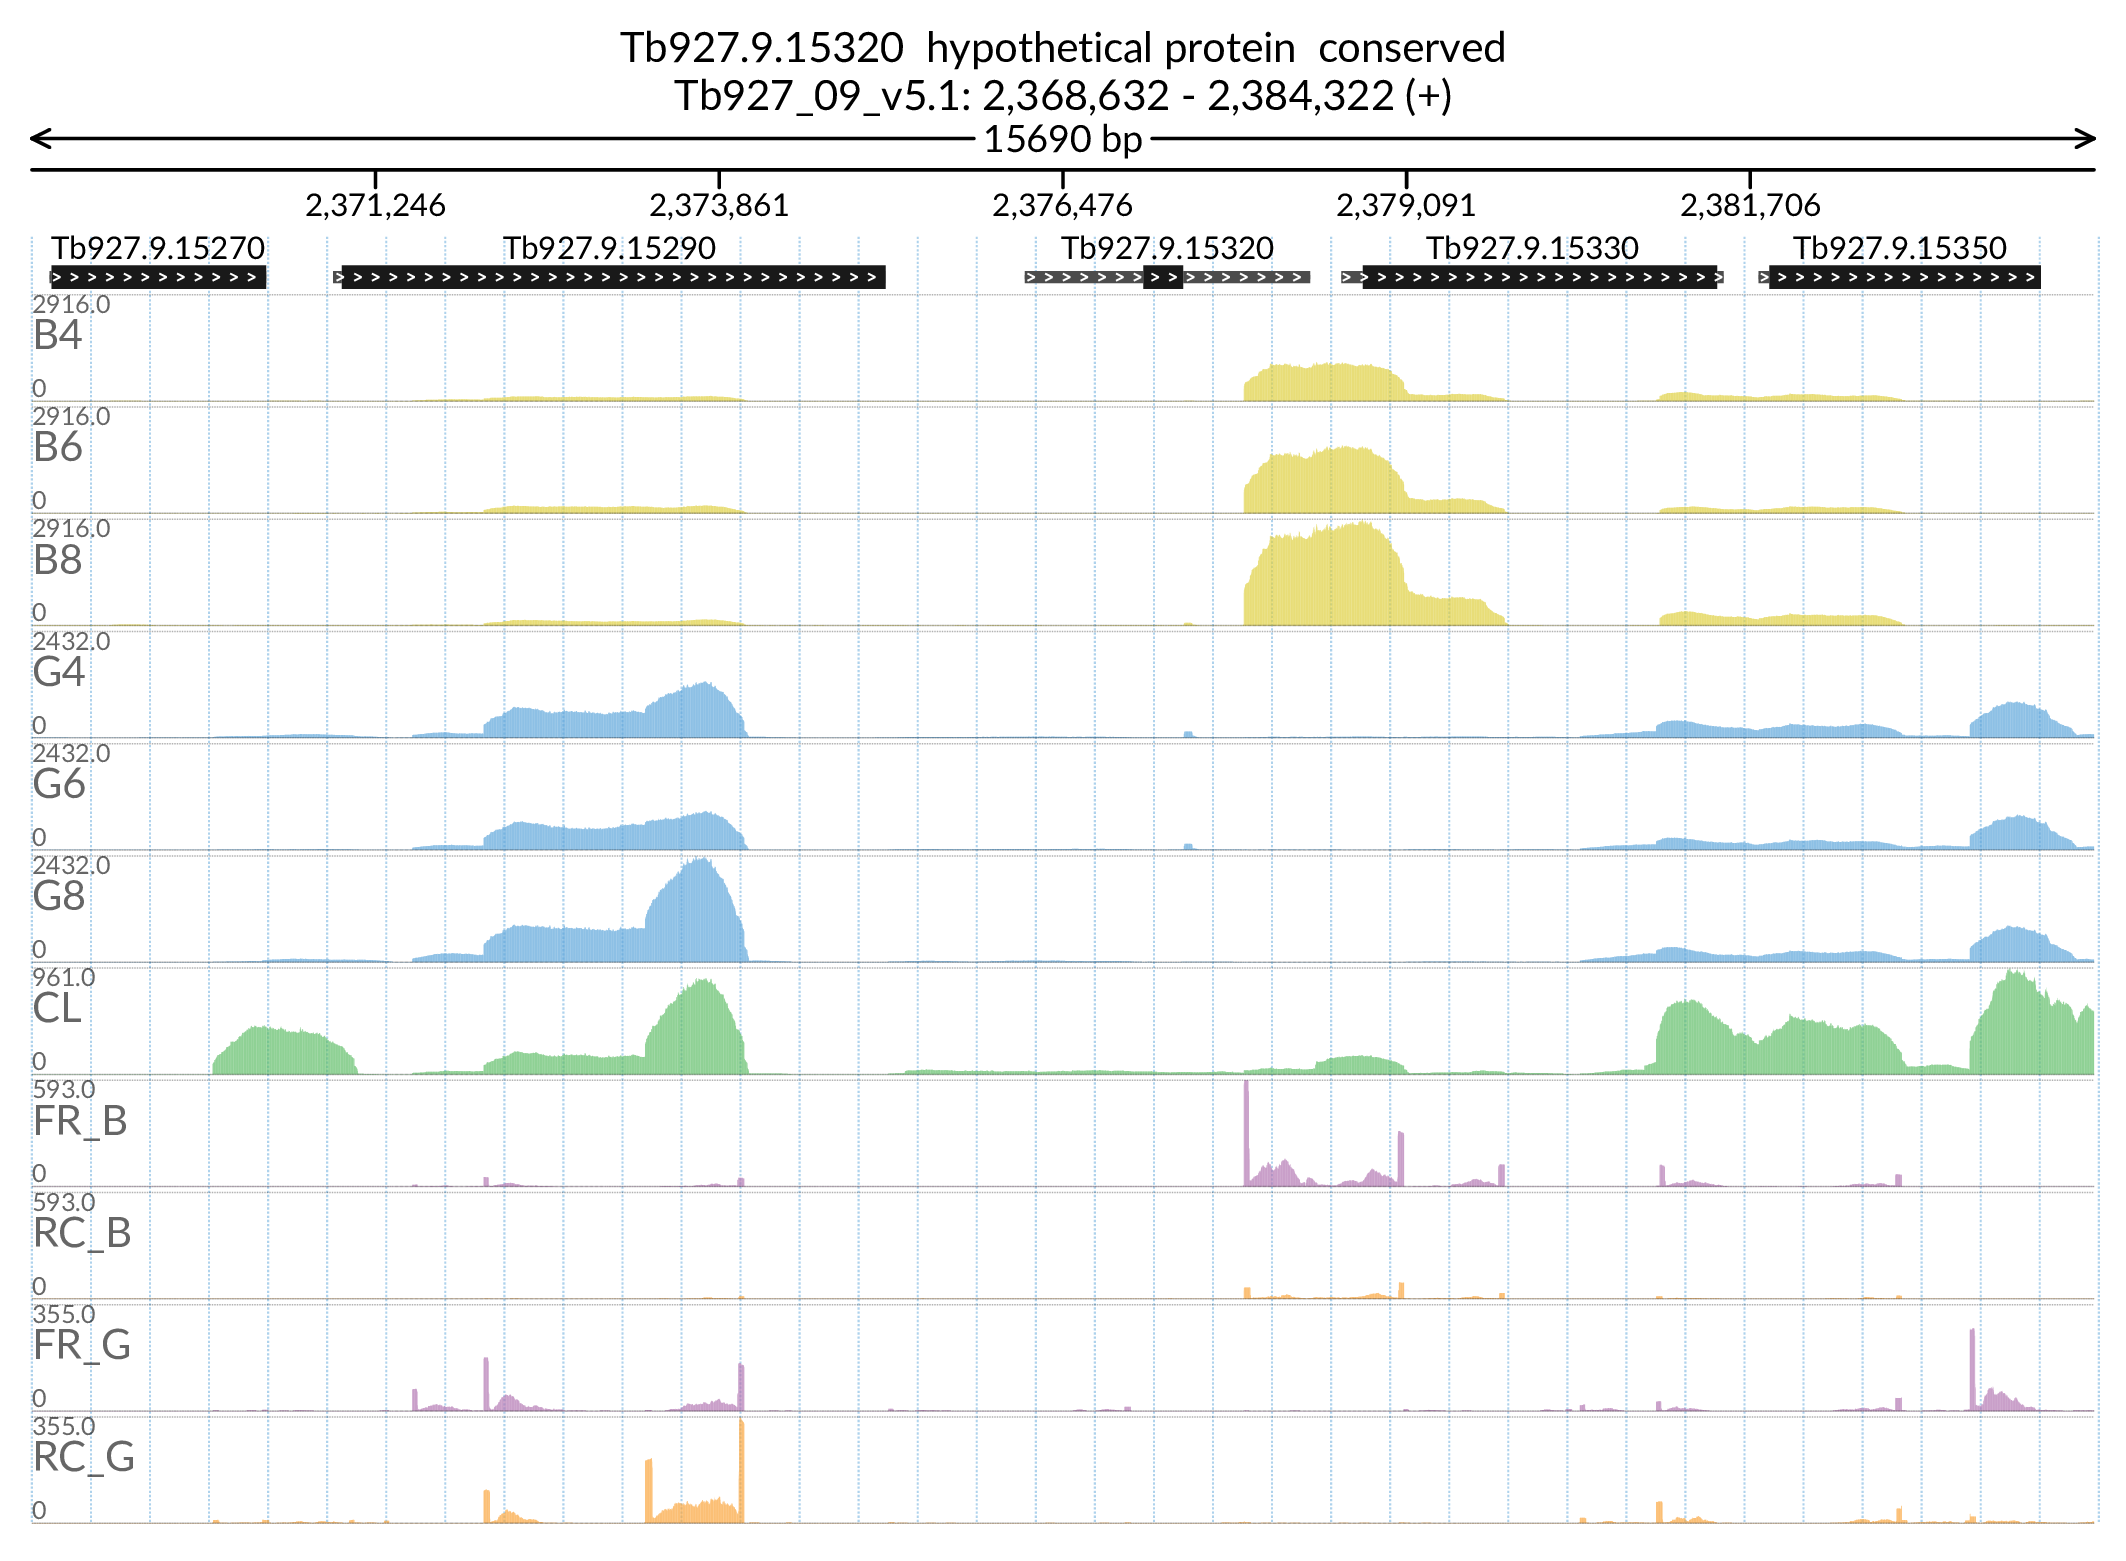 Tb927.9.15320 hypothetical protein conserved
Tb927_09_v5.1: 2,368,632 - 2,384,322 (+)
15690 bp
2,371,246 2,373,861 2,376,476 2,379,091 2,381,706
Tb927.9.15270 Tb927.9.15290 Tb927.9.15320 Tb927.9.15330 Tb927.9.15350
2916.0
B4
0
2916.0
B6
0
2916.0
B8
0
2432.0
G4
0
2432.0
G6
0
2432.0
G8
0
961.0
CL
0
593.0
FR_B
0
593.0
RC_B
0
355.0
FR_G
0
355.0
RC_G
0